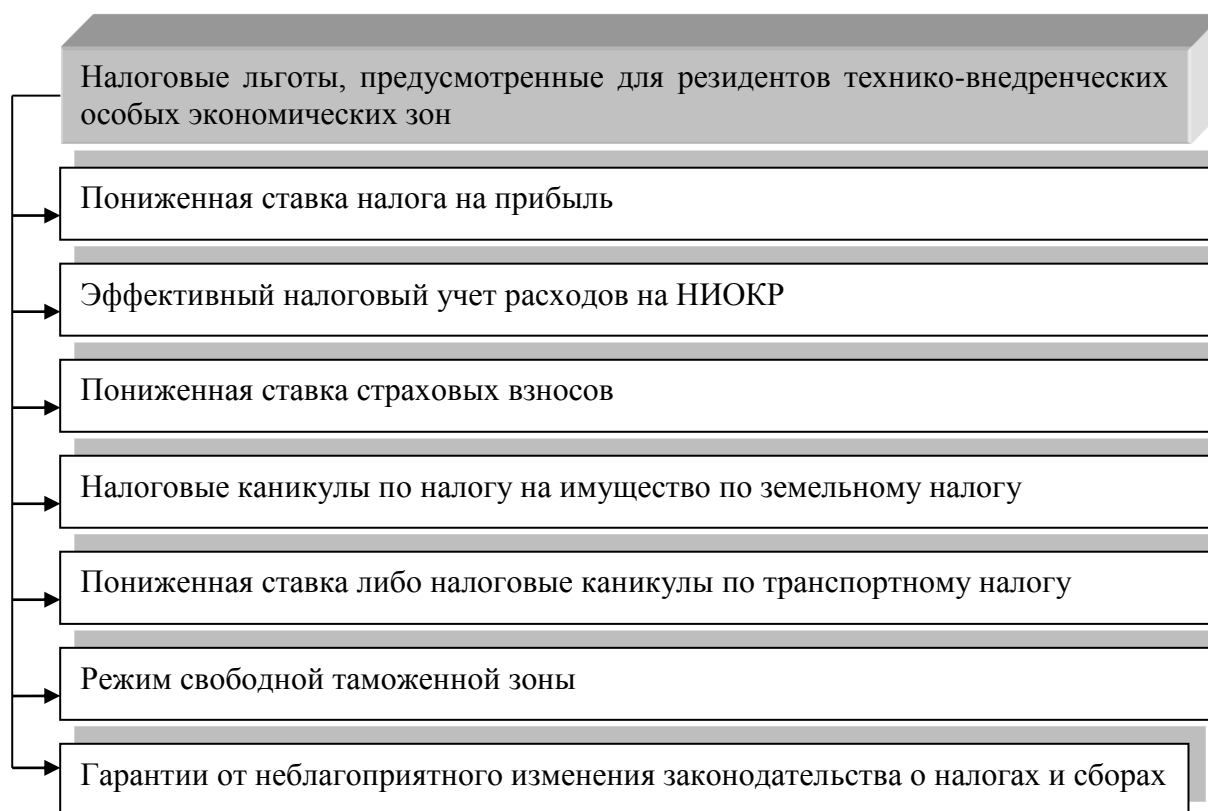 Налоговые льготы, предусмотренные для резидентов технико-внедренческих
особых экономических зон
Пониженная ставка налога на прибыль
Эффективный налоговый учет расходов на НИОКР
Пониженная ставка страховых взносов
Налоговые каникулы по налогу на имущество по земельному налогу
Пониженная ставка либо налоговые каникулы по транспортному налогу
Режим свободной таможенной зоны
Гарантии от неблагоприятного изменения законодательства о налогах и сборах